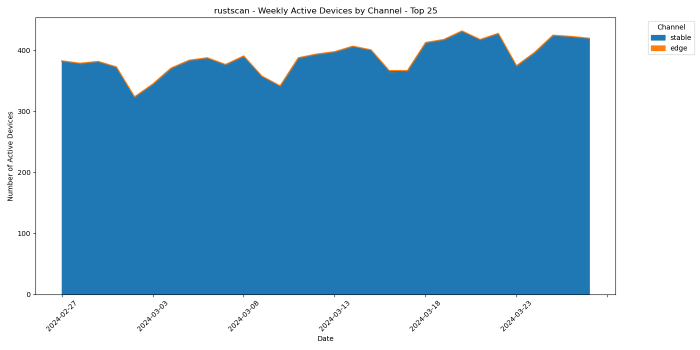 rustscan - Weekly Active Devices by Channel - Top 25
Channel
stable
edge
Number of Active Devices
400
300
200
100
0
2024-02-27
2024-03-03
2024-03-08
2024-03-13
2024-03-18
2024-03-23
Date